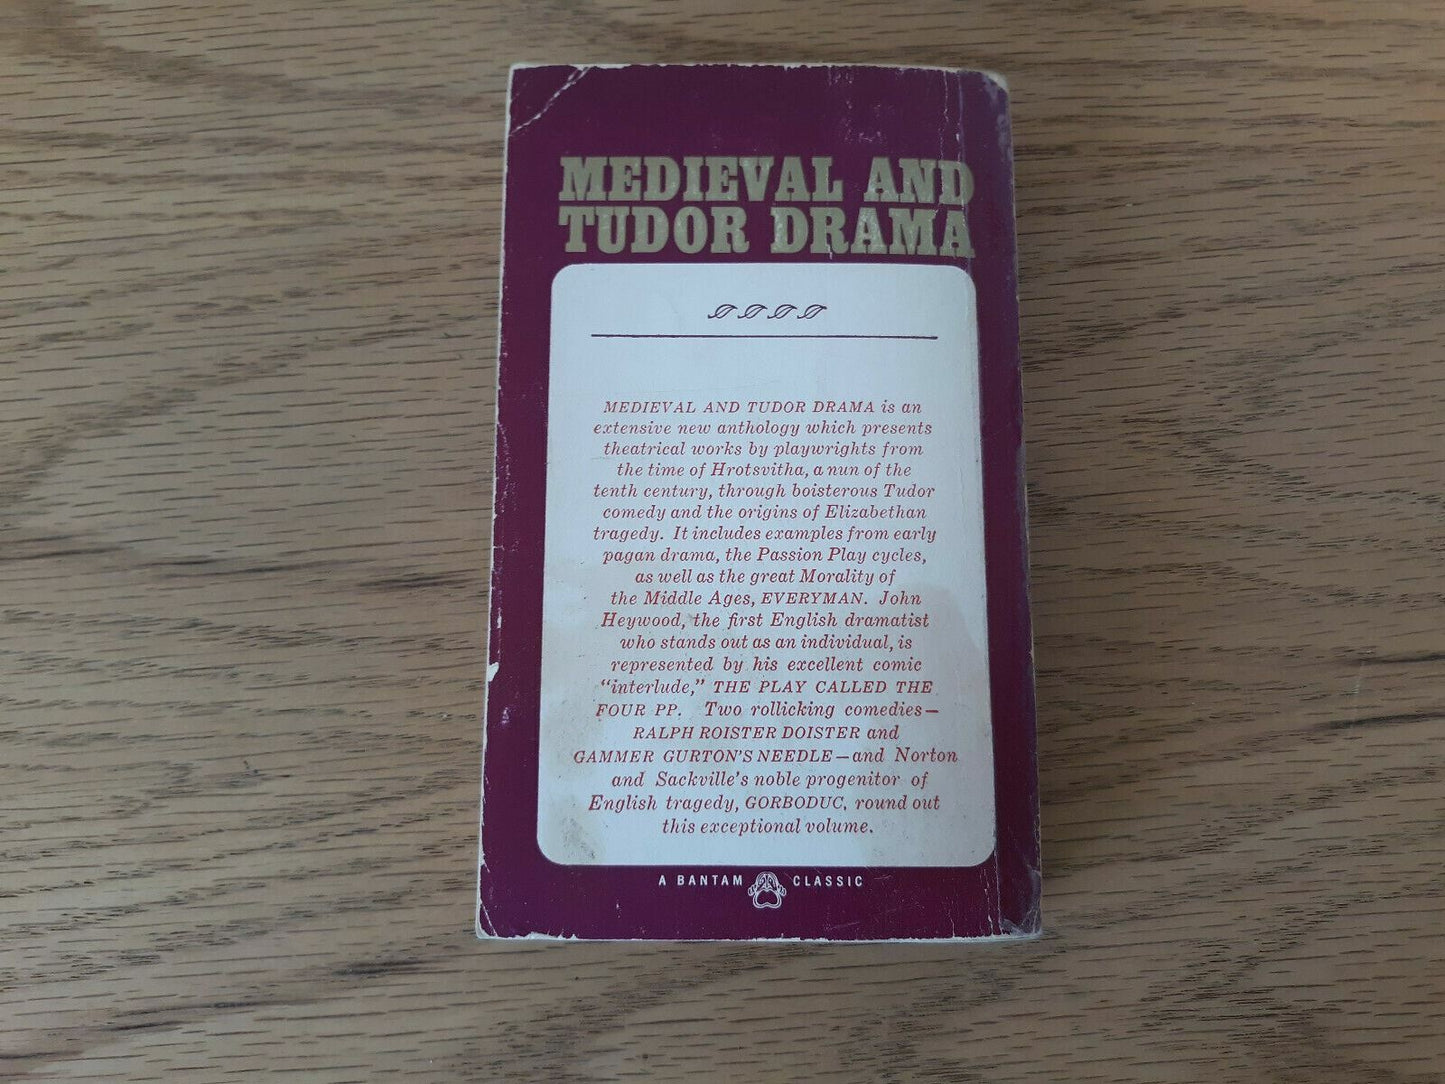 MEDIEVAL AND
TUDOR DRAMA
MEDIEVAL AND TUDOR DRAMA is an
extensive new anthology which presents
theatrical works by playwrights from
the time of Hrotsvitha, a nun of the
tenth century, through boisterous Tudor
comedy and the origins of Elizabethan
tragedy. It includes examples from early
pagan drama, the Passion Play cycles,
as well as the great Morality of
the Middle Ages, EVERYMAN. John
Heywood, the first English dramatist
who stands out as an individual, is
represented by his excellent comic
“interlude,” THE PLAY CALLED THE
FOUR PP. Two rollicking comedies—
RALPH ROISTER DOISTER and
GAMMER GURTON'S NEEDLE—and Norton
and Sackville's noble progenitor of
English tragedy, GORBODUC, round out
this exceptional volume.
A BANTAM CLASSIC